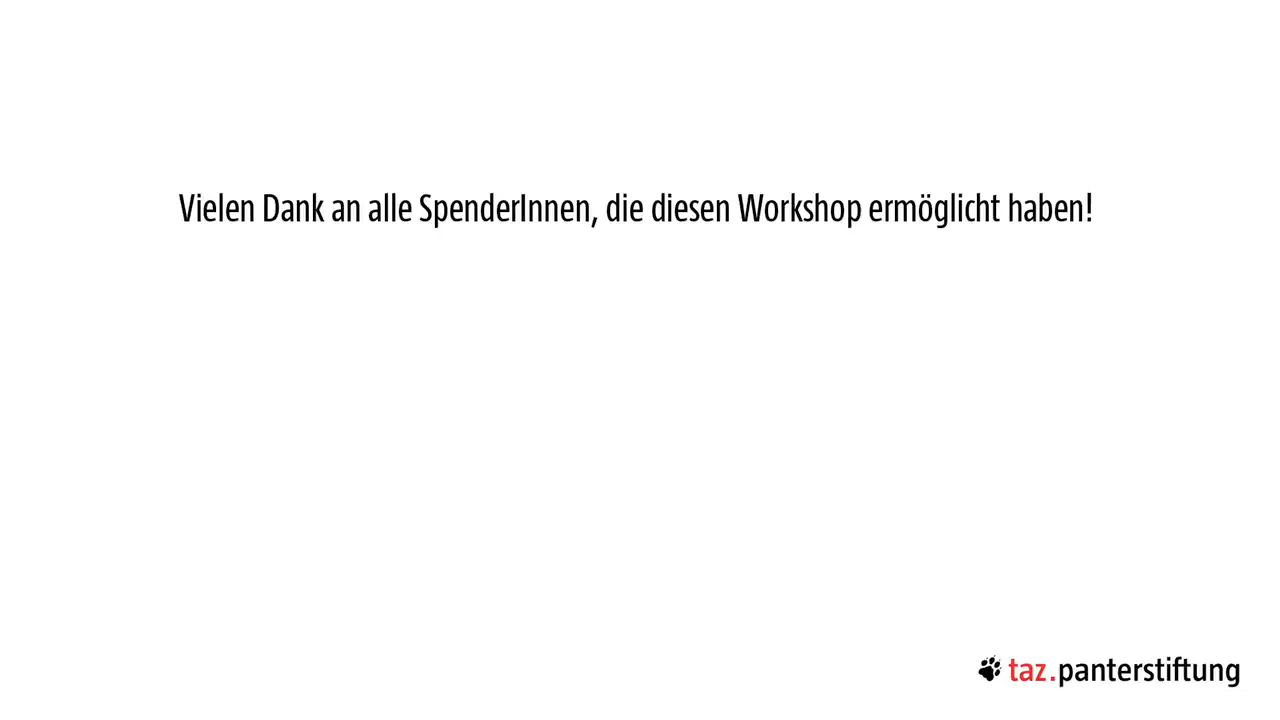 Vielen Dank an alle SpenderInnen, die diesen Workshop ermöglicht haben!
taz.panterstiftung